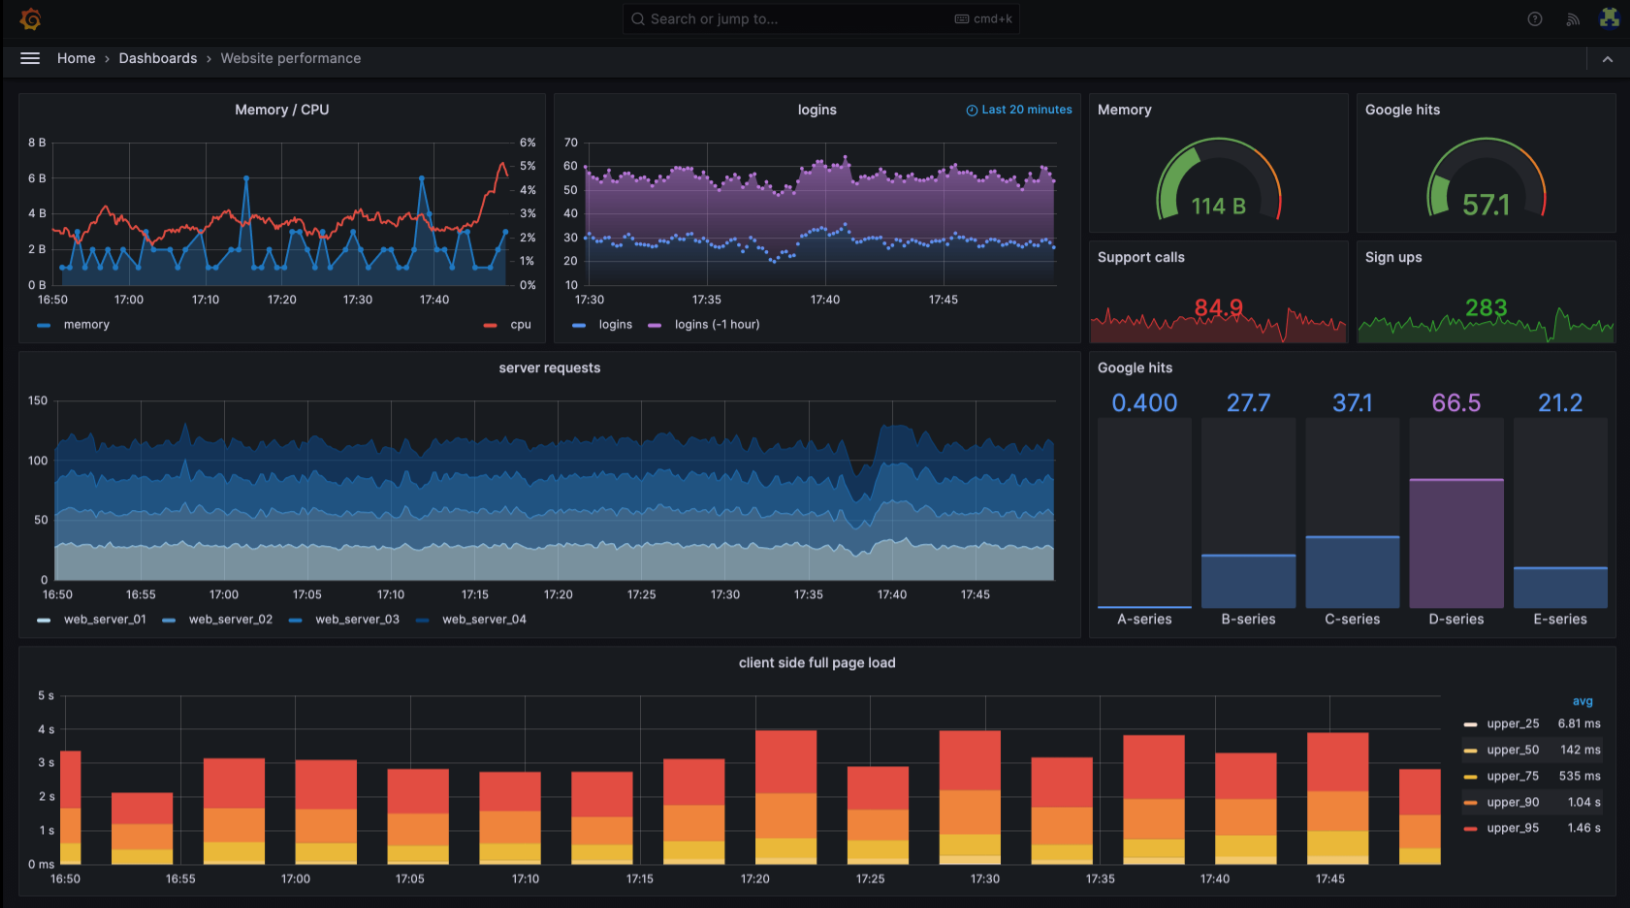 Search or jump to... cmd+k
Home › Dashboards › Website performance
Memory / CPU
8 B
6 B
4 B
2 B
0 B
6%
5%
4%
3%
2%
1%
0%
16:50 17:00 17:10 17:20 17:30 17:40
memory cpu
logins
Last 20 minutes
70
60
50
40
30
20
10
17:30 17:35 17:40 17:45
logins logins (-1 hour)
Memory
114 B
Google hits
57.1
Support calls
84.9
Sign ups
283
server requests
150
100
50
0
16:50 16:55 17:00 17:05 17:10 17:15 17:20 17:25 17:30 17:35 17:40 17:45
web_server_01 web_server_02 web_server_03 web_server_04
Google hits
0.400 27.7 37.1 66.5 21.2
A-series B-series C-series D-series E-series
client side full page load
5 s
4 s
3 s
2 s
1 s
0 ms
16:50 16:55 17:00 17:05 17:10 17:15 17:20 17:25 17:30 17:35 17:40 17:45
avg
upper_25 6.81 ms
upper_50 142 ms
upper_75 535 ms
upper_90 1.04 s
upper_95 1.46 s